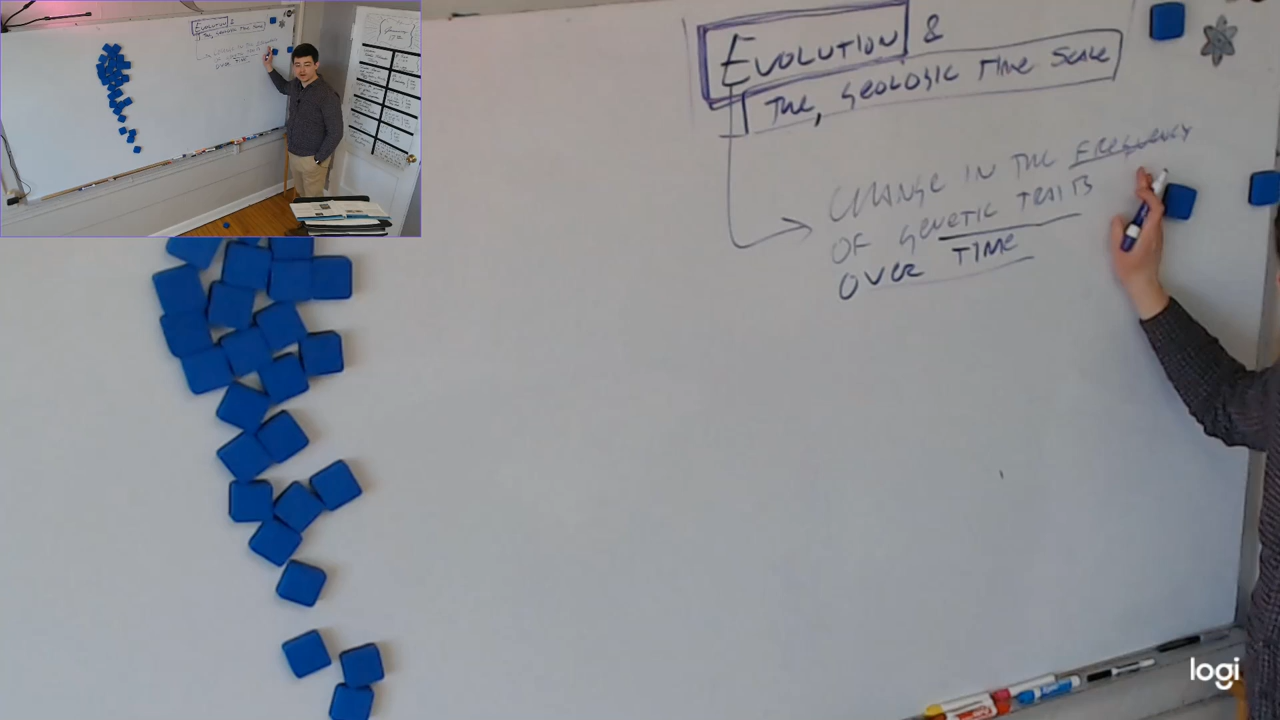 EVOLUTION &
THE, GEOLOGIC TIME SCALE
CHANGE IN THE FREQUENCY
OF GENETIC TRAITS
OVER TIME
logi